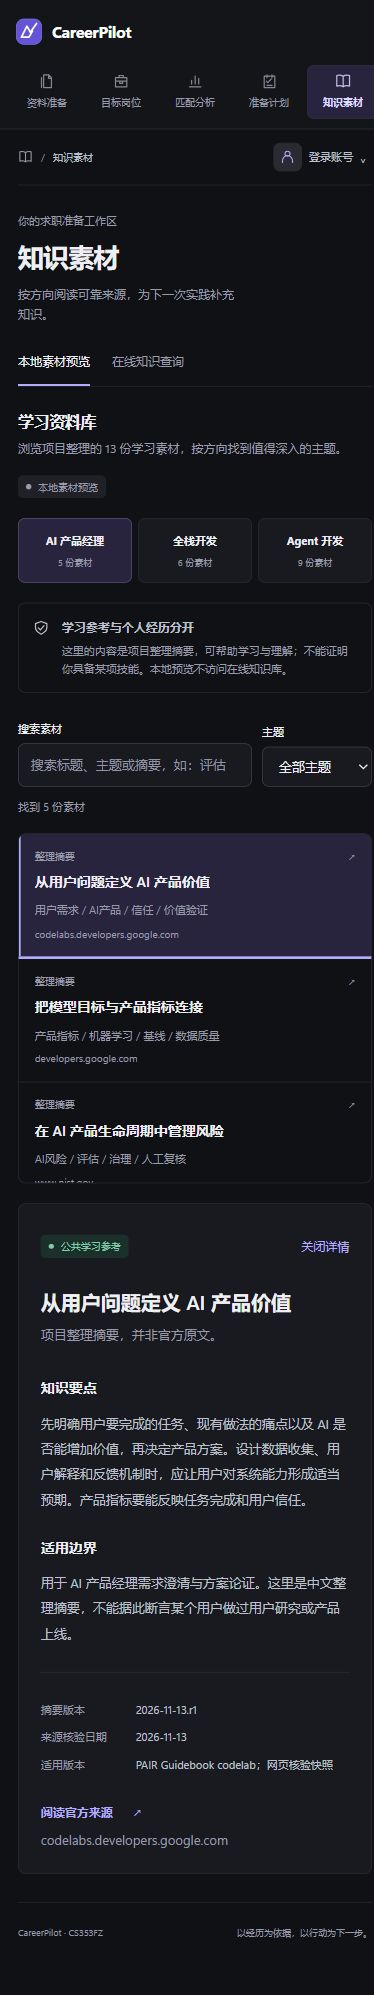 CareerPilot
资料准备
目标岗位
匹配分析
准备计划
知识素材
/ 知识素材
登录账号
你的求职准备工作区
知识素材
按方向阅读可靠来源，为下一次实践补充
知识。
本地素材预览
在线知识查询
学习资料库
浏览项目整理的 13 份学习素材，按方向找到值得深入的主题。
本地素材预览
AI 产品经理
5 份素材
全栈开发
6 份素材
Agent 开发
9 份素材
学习参考与个人经历分开
这里的内容是项目整理摘要，可帮助学习与理解；不能证明
你具备某项技能。本地预览不访问在线知识库。
搜索素材
主题
搜索标题、主题或摘要，如：评估
全部主题
找到 5 份素材
整理摘要
从用户问题定义 AI 产品价值
用户需求 / AI产品 / 信任 / 价值验证
codelabs.developers.google.com
整理摘要
把模型目标与产品指标连接
产品指标 / 机器学习 / 基线 / 数据质量
developers.google.com
整理摘要
在 AI 产品生命周期中管理风险
AI风险 / 评估 / 治理 / 人工复核
公共学习参考
关闭详情
从用户问题定义 AI 产品价值
项目整理摘要，并非官方原文。
知识要点
先明确用户要完成的任务、现有做法的痛点以及 AI 是
否能增加价值，再决定产品方案。设计数据收集、用
户解释和反馈机制时，应让用户对系统能力形成适当
预期。产品指标要能反映任务完成和用户信任。
适用边界
用于 AI 产品经理需求澄清与方案论证。这里是中文整
理摘要，不能据此断言某个用户做过用户研究或产品
上线。
摘要版本
2026-11-13.r1
来源核验日期
2026-11-13
适用版本
PAIR Guidebook codelab；网页核验快照
阅读官方来源
codelabs.developers.google.com
CareerPilot · CS353FZ
以经历为依据，以行动为下一步。